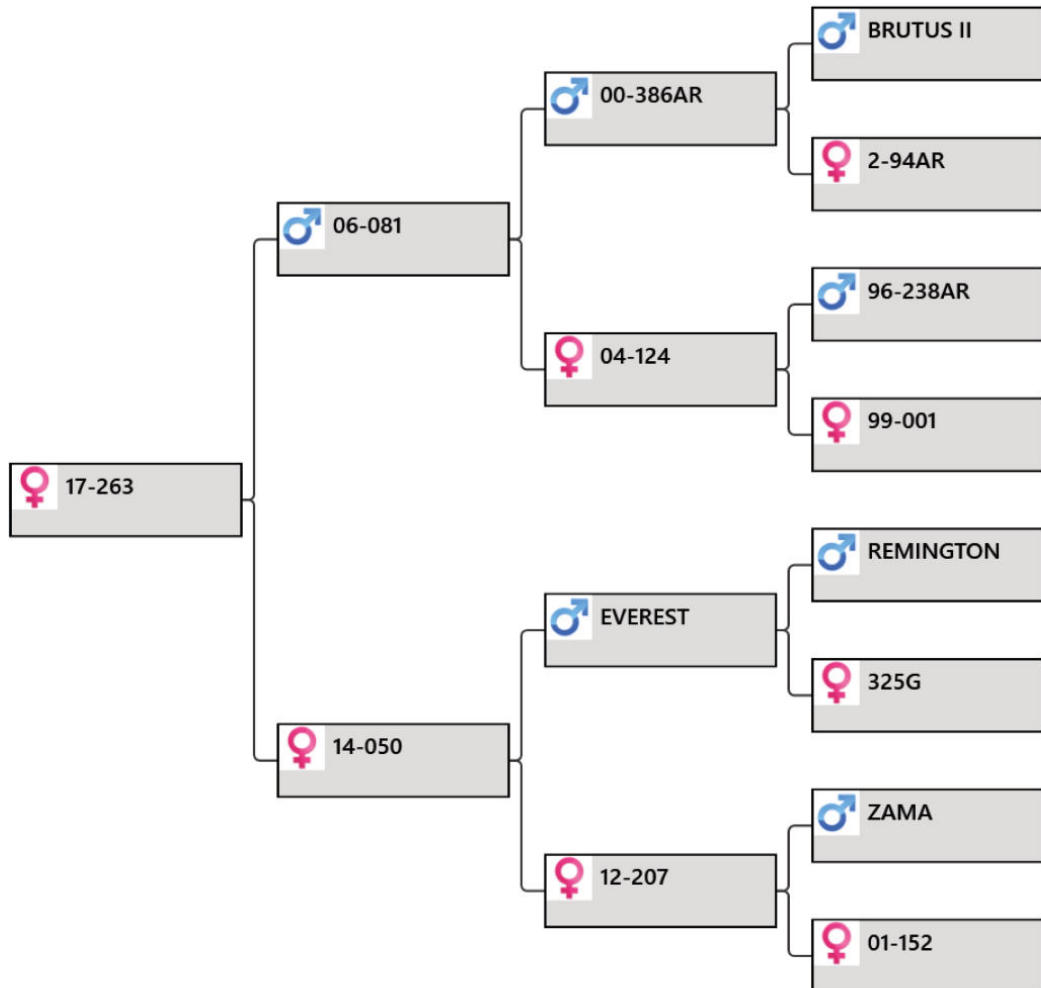 BRUTUS II
00-386AR
2-94AR
06-081
96-238AR
04-124
99-001
17-263
REMINGTON
EVEREST
325G
14-050
ZAMA
12-207
01-152